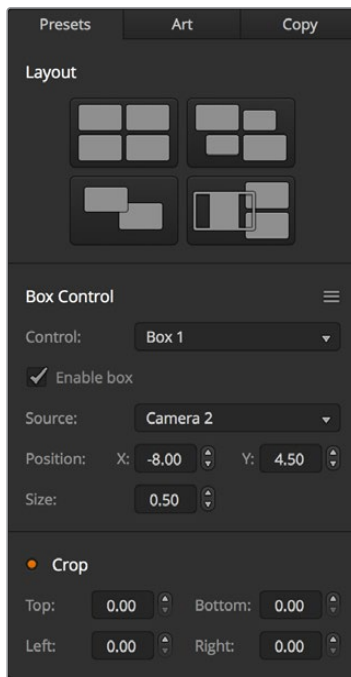 Presets Art Copy
Layout
Box Control
Control: Box 1
Enable box
Source: Camera 2
Position: X: -8.00 Y: 4.50
Size: 0.50
Crop
Top: 0.00 Bottom: 0.00
Left: 0.00 Right: 0.00